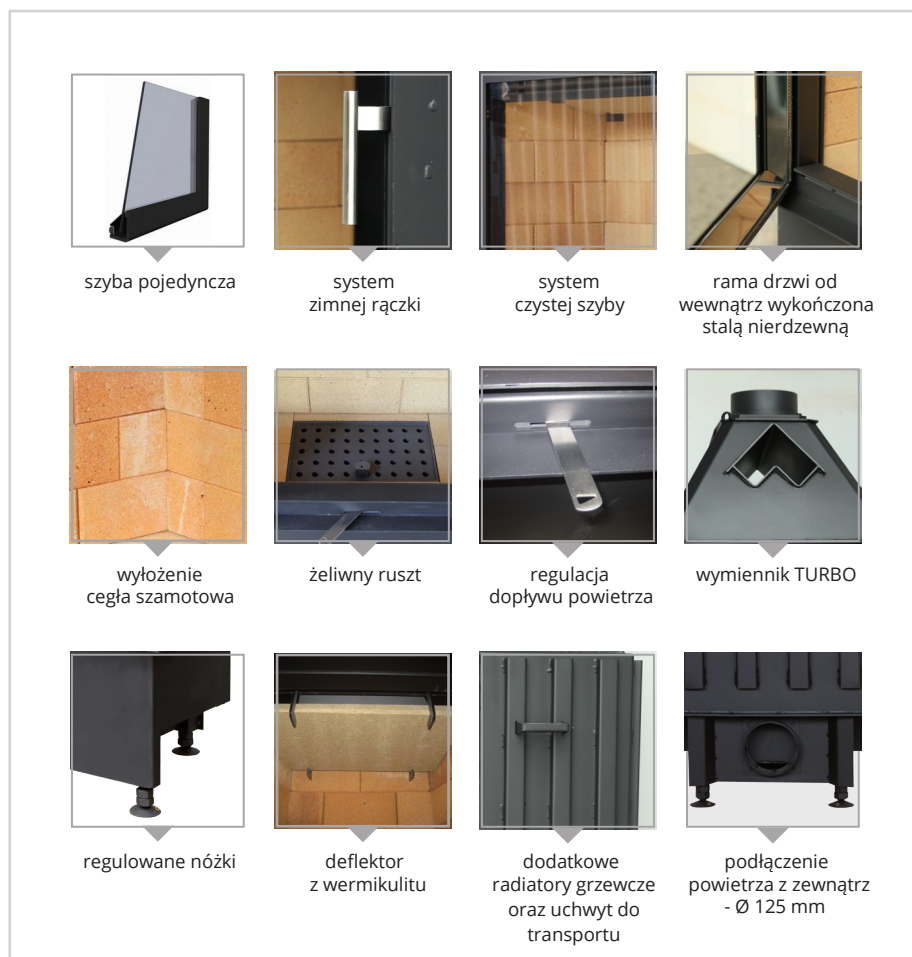 szyba pojedyncza
system
zimnej rączki
system
czystej szyby
rama drzwi od
wewnątrz wykończona
stalą nierdzewną
wyłożenie
cegła szamotowa
żeliwny ruszt
regulacja
dopływu powietrza
wymiennik TURBO
regulowane nóżki
deflektor
z wermikulitu
dodatkowe
radiatory grzewcze
oraz uchwyt do
transportu
podłączenie
powietrza z zewnątrz
- Ø 125 mm